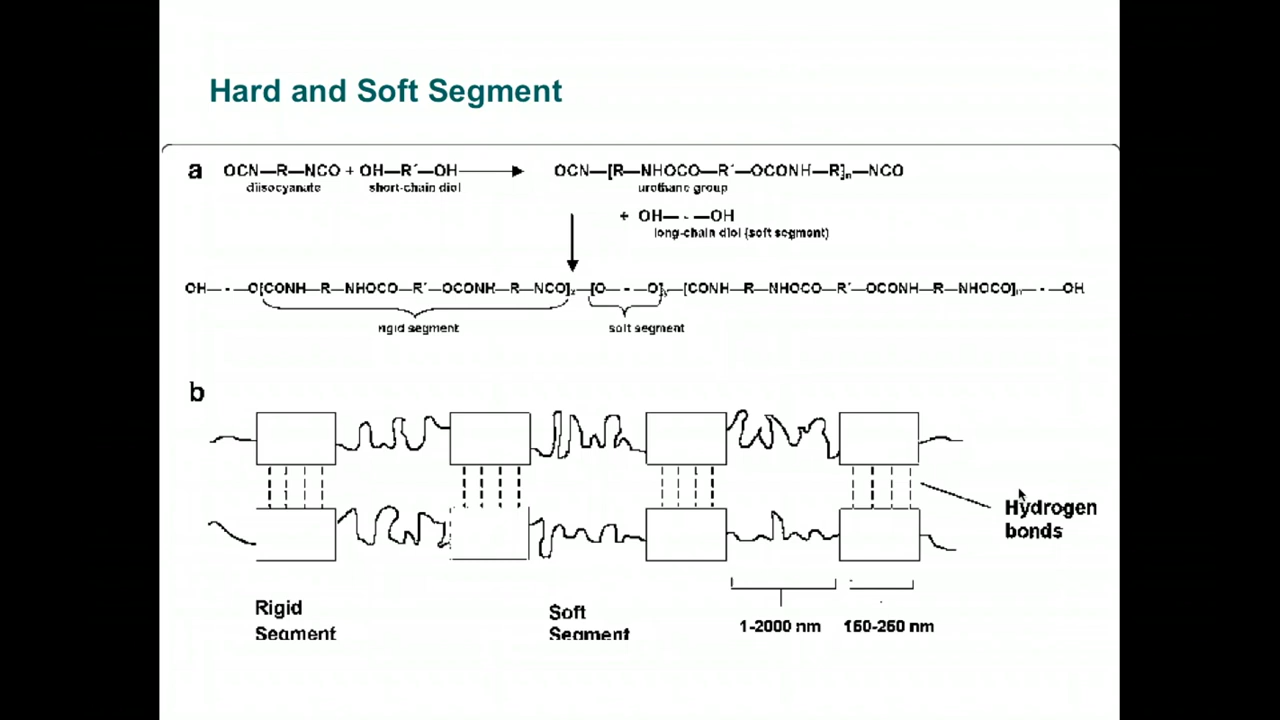 Hard and Soft Segment
a
OCN—R—NCO + OH—R´—OH
OCN—[R—NHOCO—R´—OCONH—R]n—NCO
diisocyanate
short-chain diol
urethane group
+ OH— - —OH
long-chain diol (soft segment)
OH— - —O[CONH—R—NHOCO—R´—OCONH—R—NCO]x—[O— - —O]y—[CONH—R—NHOCO—R´—OCONH—R—NHOCO]n— - —OH
rigid segment
soft segment
b
Hydrogen
bonds
Rigid
Segment
Soft
Segment
1-2000 nm
150-250 nm